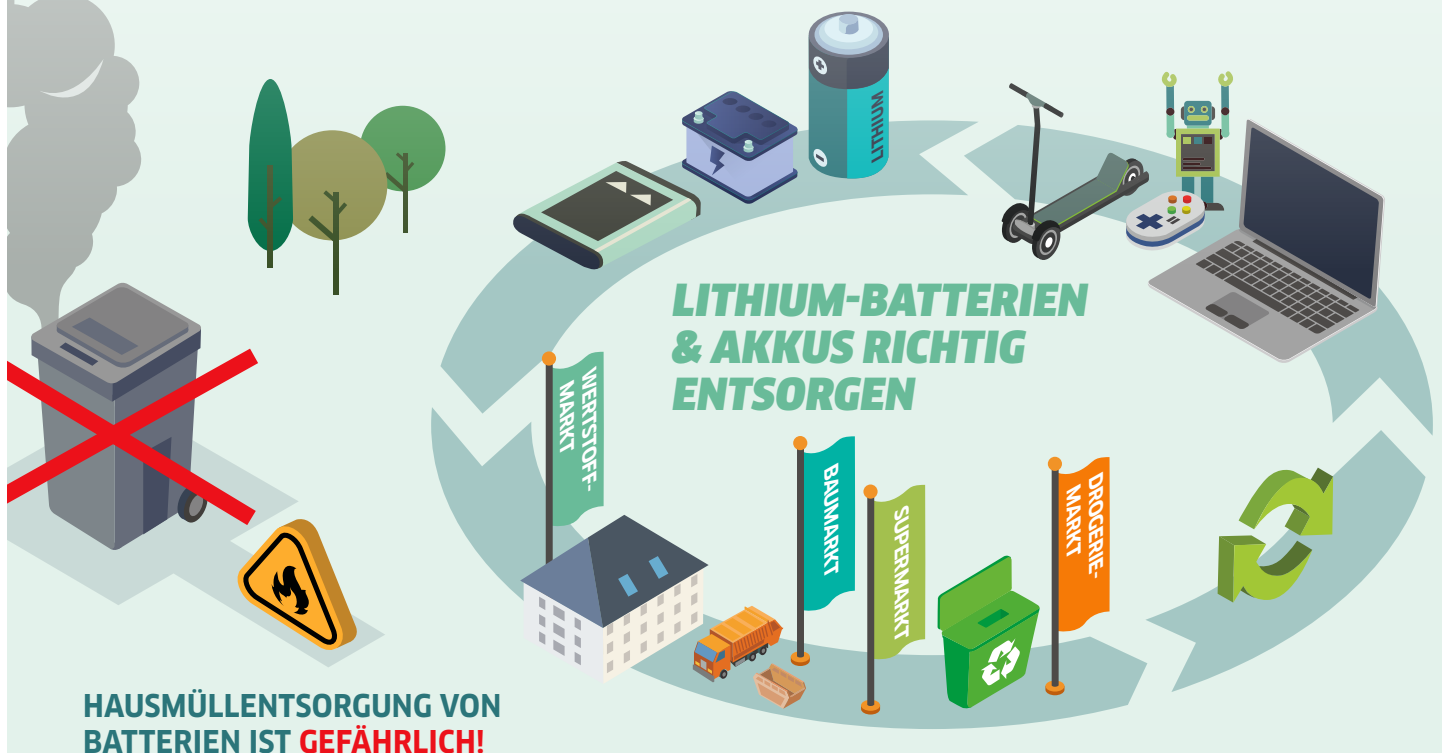 LITHIUM
LITHIUM-BATTERIEN
& AKKUS RICHTIG
ENTSORGEN
WERTSTOFF-
MARKT
BAUMARKT
SUPERMARKT
DROGERIE-
MARKT
HAUSMÜLLENTSORGUNG VON
BATTERIEN IST GEFÄHRLICH!